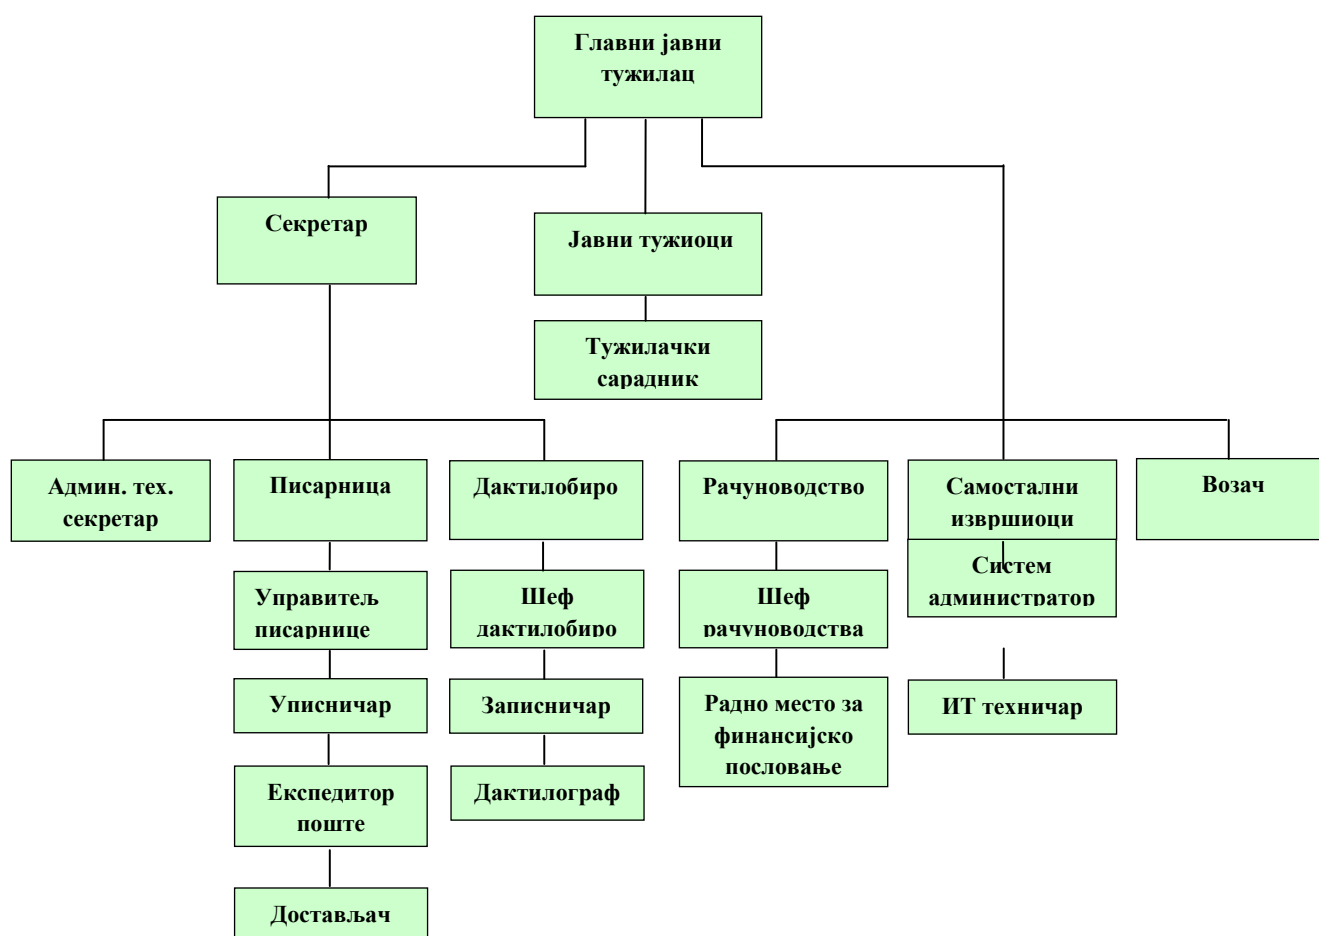 Главни јавни
тужилац
Секретар
Јавни тужиоци
Тужилачки
сарадник
Админ. тех.
секретар
Писарница
Дактилобиро
Рачуноводство
Самостални
извршиоци
Возач
Управитељ
писарнице
Шеф
дактилобиро
Шеф
рачуноводства
Систем
администратор
Уписничар
Записничар
Радно место за
финансијско
пословање
ИТ техничар
Експедитор
поште
Дактилограф
Достављач